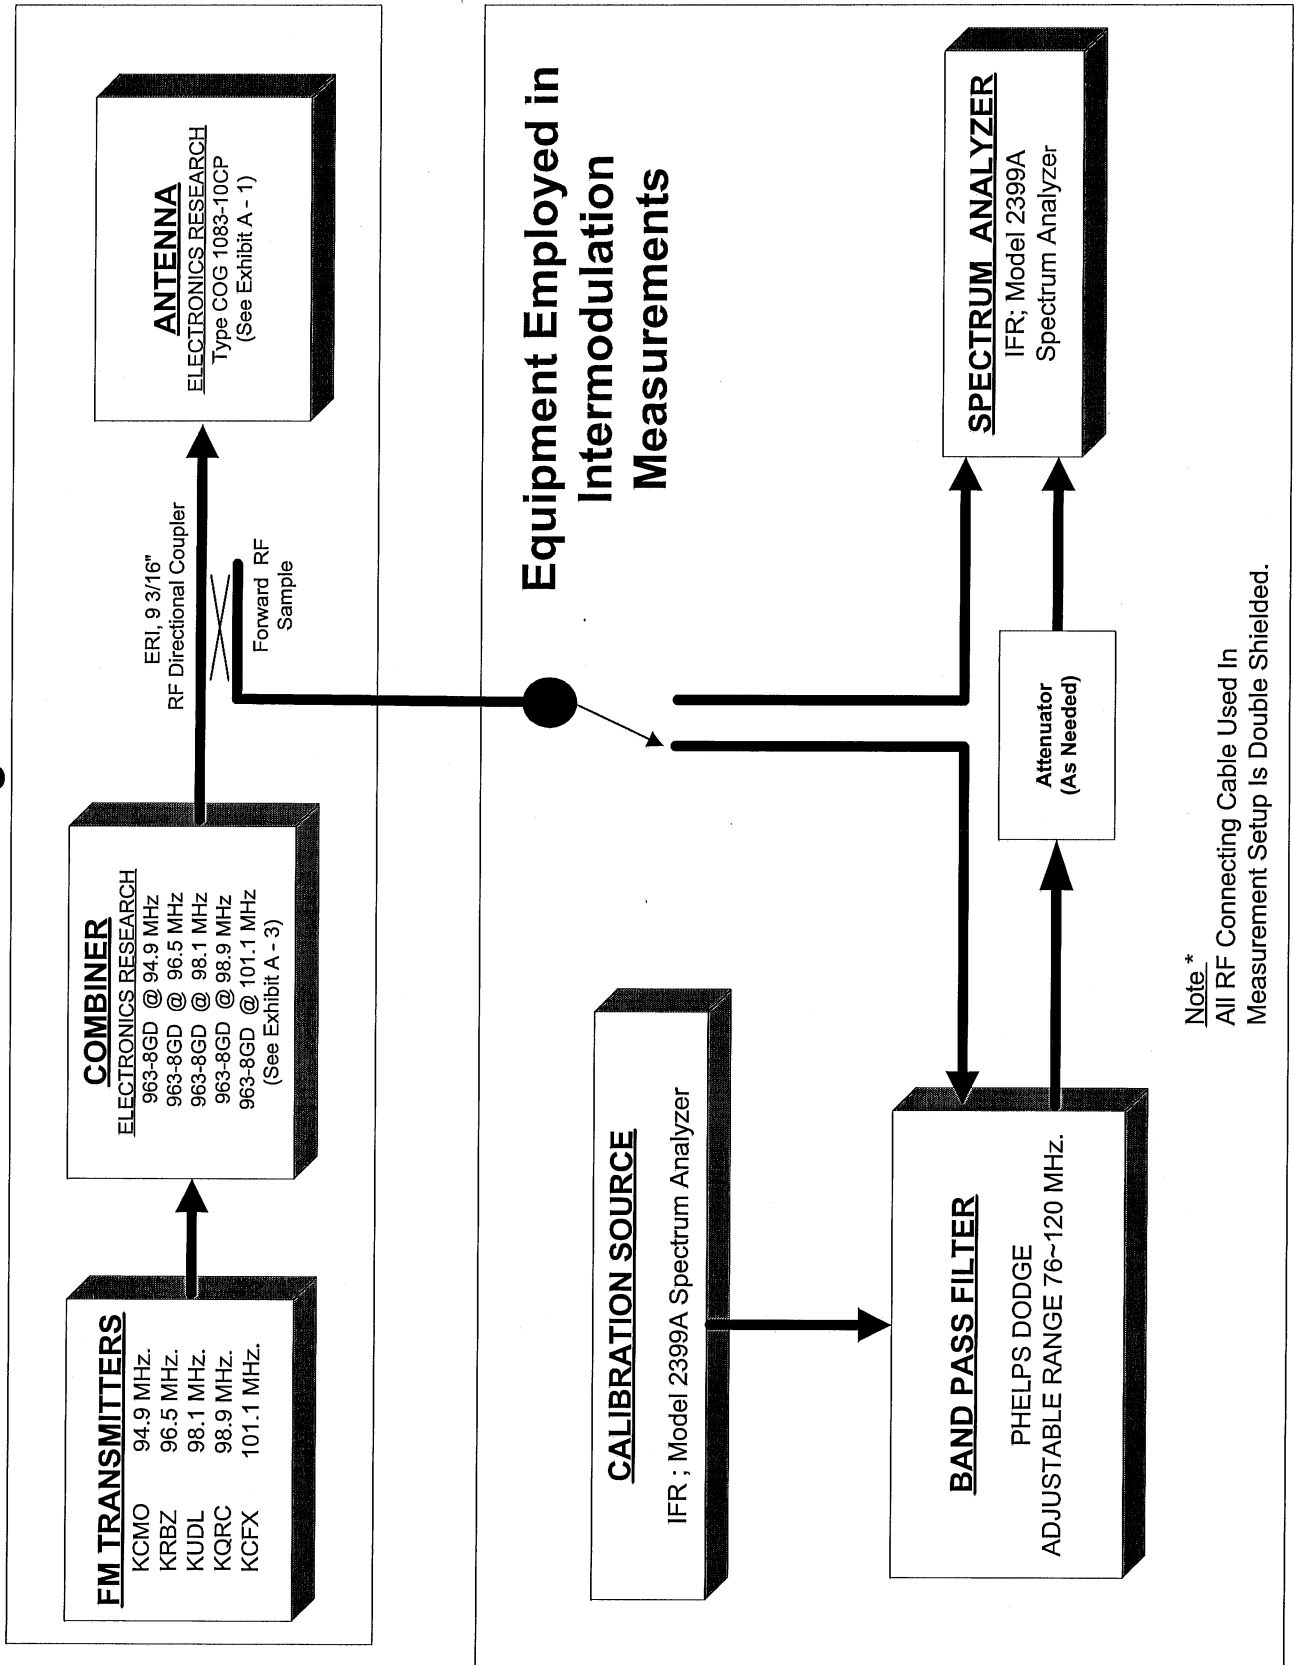 FM TRANSMITTERS
KCMO 94.9 MHz.
KRBZ 96.5 MHz.
KUDL 98.1 MHz.
KQRC 98.9 MHz.
KCFX 101.1 MHz.
COMBINER
ELECTRONICS RESEARCH
963-8GD @ 94.9 MHz
963-8GD @ 96.5 MHz
963-8GD @ 98.1 MHz
963-8GD @ 98.9 MHz
963-8GD @ 101.1 MHz
(See Exhibit A - 3)
ERI, 9 3/16"
RF Directional Coupler
Forward RF
Sample
ANTENNA
ELECTRONICS RESEARCH
Type COG 1083-10CP
(See Exhibit A - 1)
Equipment Employed in
Intermodulation
Measurements
CALIBRATION SOURCE
IFR ; Model 2399A Spectrum Analyzer
BAND PASS FILTER
PHELPS DODGE
ADJUSTABLE RANGE 76~120 MHz.
Attenuator
(As Needed)
SPECTRUM ANALYZER
IFR; Model 2399A
Spectrum Analyzer
Note *
All RF Connecting Cable Used In
Measurement Setup Is Double Shielded.